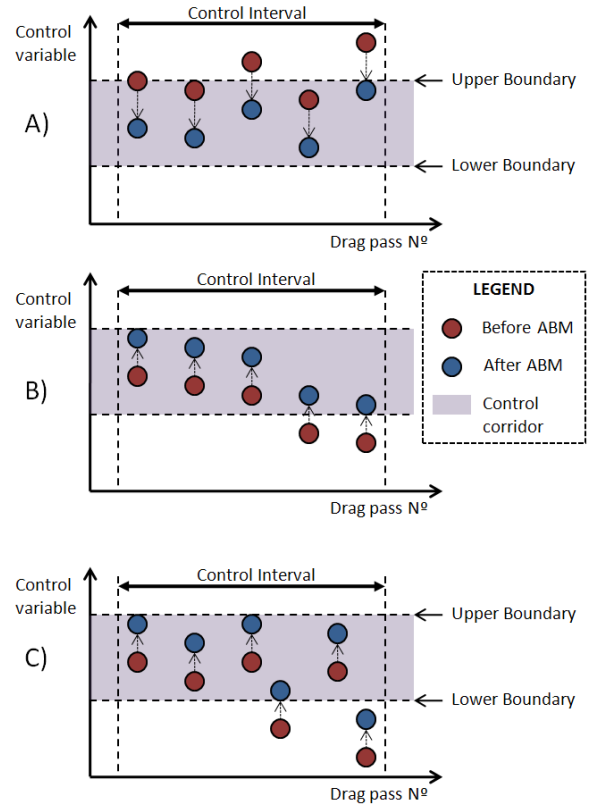 Control
variable
Control Interval
Upper Boundary
A)
Lower Boundary
Drag pass Nº
Control
variable
Control Interval
LEGEND
Before ABM
After ABM
Control
corridor
B)
Drag pass Nº
Control
variable
Control Interval
Upper Boundary
C)
Lower Boundary
Drag pass Nº